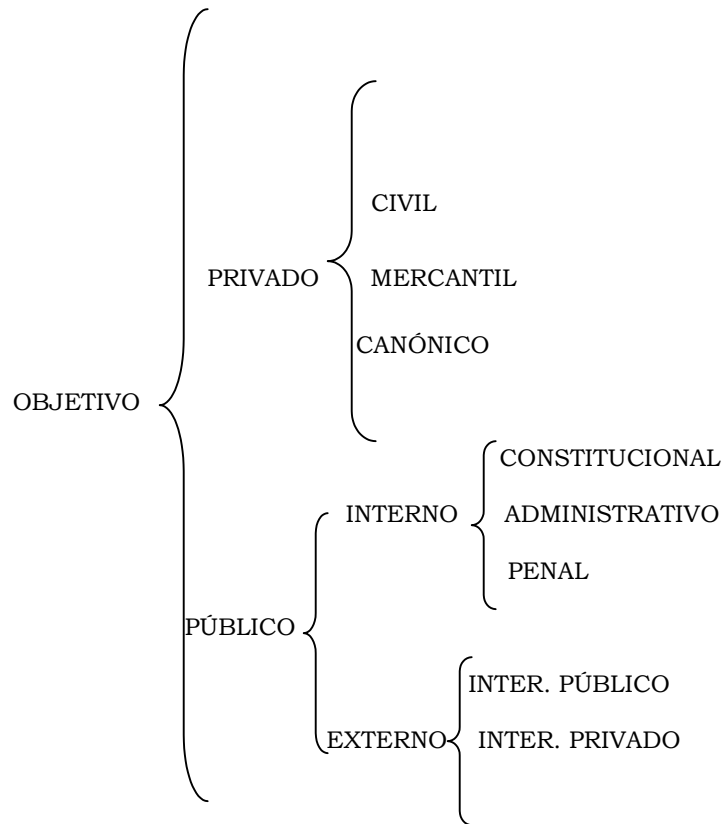 CIVIL
PRIVADO
MERCANTIL
CANÓNICO
OBJETIVO
CONSTITUCIONAL
INTERNO
ADMINISTRATIVO
PENAL
PÚBLICO
INTER. PÚBLICO
EXTERNO
INTER. PRIVADO